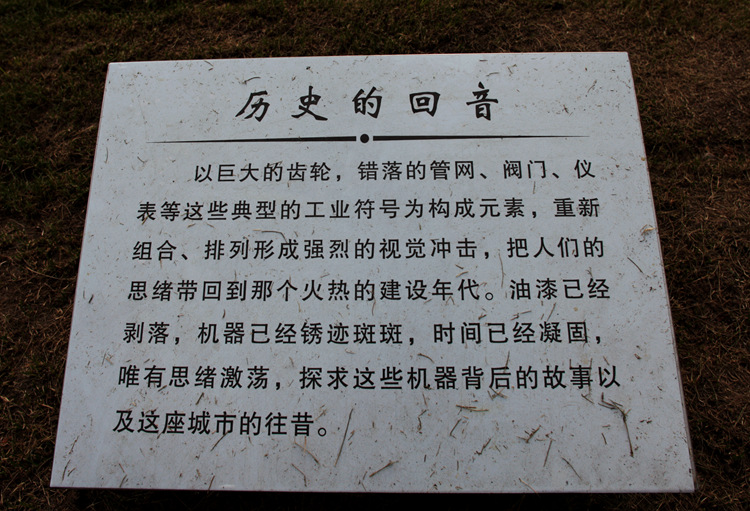 历史的回音
以巨大的齿轮，错落的管网、阀门、仪
表等这些典型的工业符号为构成元素，重新
组合、排列形成强烈的视觉冲击，把人们的
思绪带回到那个火热的建设年代。油漆已经
剥落，机器已经锈迹斑斑，时间已经凝固，
唯有思绪激荡，探求这些机器背后的故事以
及这座城市的往昔。